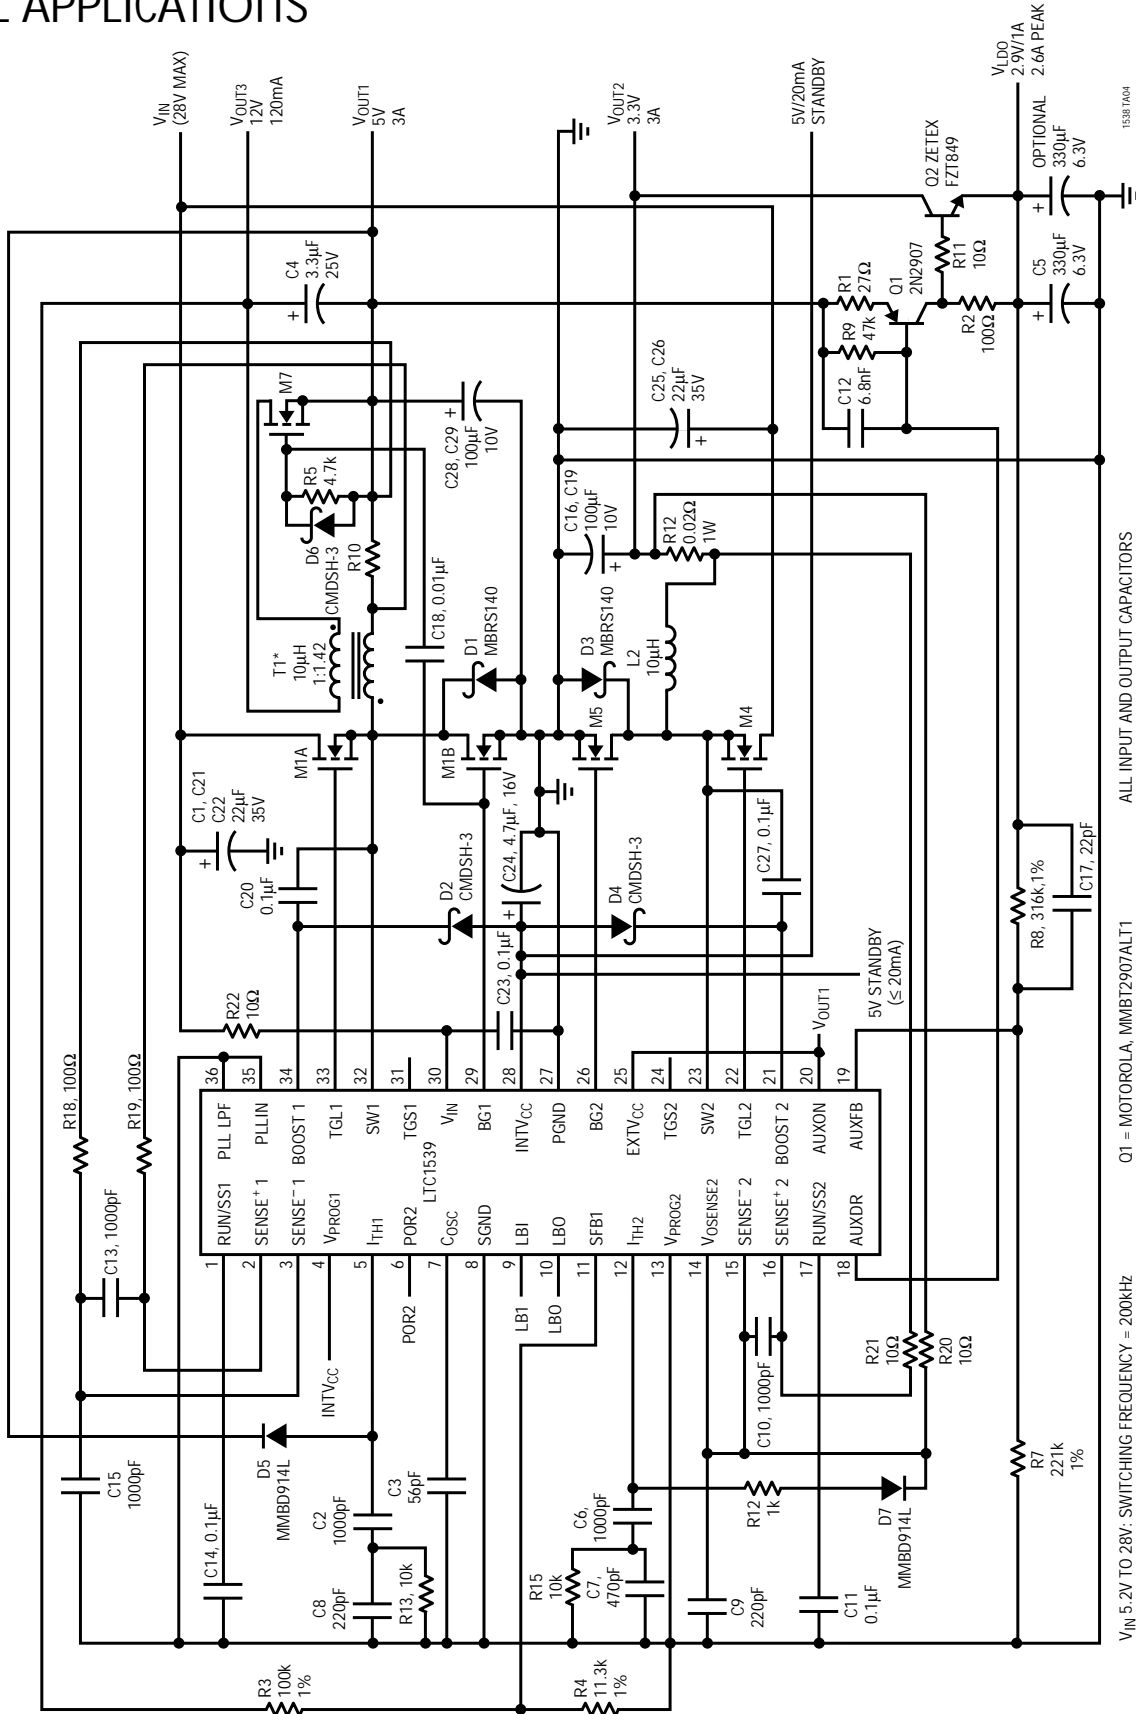 L APPLICATIONS
VIN
(28V MAX)
VOUT3
12V
120mA
VOUT1
5V
3A
VOUT2
3.3V
3A
5V/20mA
STANDBY
VLDO
2.9V/1A
2.6A PEAK
1538 TA04
C4
3.3µF
25V
+
Q2 ZETEX
FZT849
OPTIONAL
330µF
6.3V
+
R11
10Ω
C5
330µF
6.3V
+
R1
27Ω
Q1
2N2907
R2
100Ω
R9
47k
C12
6.8nF
M7
R5
4.7k
D6
CMDSH-3
R10
C28, C29
100µF
10V
+
C25, C26
22µF
35V
+
C16, C19
100µF
10V
+
R12
0.02Ω
1W
T1*
10µH
1:1.42
C18, 0.01µF
D1
MBRS140
D3
MBRS140
L2
10µH
M1A
M1B
M5
M4
C1, C21
C22
22µF
35V
+
C20
0.1µF
D2
CMDSH-3
C24, 4.7µF, 16V
+
D4
CMDSH-3
C27, 0.1µF
C23, 0.1µF
R22
10Ω
5V STANDBY
(≤ 20mA)
VOUT1
R8, 316k,1%
C17, 22pF
R18, 100Ω
R19, 100Ω
36 PLL LPF
35 PLLIN
34 BOOST 1
33 TGL1
32 SW1
31 TGS1
30 VIN
29 BG1
28 INTVCC
27 PGND
26 BG2
25 EXTVCC
24 TGS2
23 SW2
22 TGL2
21 BOOST 2
20 AUXON
19 AUXFB
LTC1539
1 RUN/SS1
2 SENSE+ 1
3 SENSE– 1
4 VPROG1
5 ITH1
6 POR2
7 COSC
8 SGND
9 LBI
10 LBO
11 SFB1
12 ITH2
13 VPROG2
14 VOSENSE2
15 SENSE– 2
16 SENSE+ 2
17 RUN/SS2
18 AUXDR
C13, 1000pF
INTVCC
POR2
LB1
LBO
C15
1000pF
C14, 0.1µF
D5
MMBD914L
C2
1000pF
C3
56pF
C8
220pF
R13, 10k
C6,
1000pF
R15
10k
C7,
470pF
C10, 1000pF
R12
1k
D7
MMBD914L
R21
10Ω
R20
10Ω
C9
220pF
C11
0.1µF
R7
221k
1%
R3
100k
1%
R4
11.3k
1%
VIN 5.2V TO 28V: SWITCHING FREQUENCY = 200kHz
Q1 = MOTOROLA, MMBT2907ALT1
ALL INPUT AND OUTPUT CAPACITORS